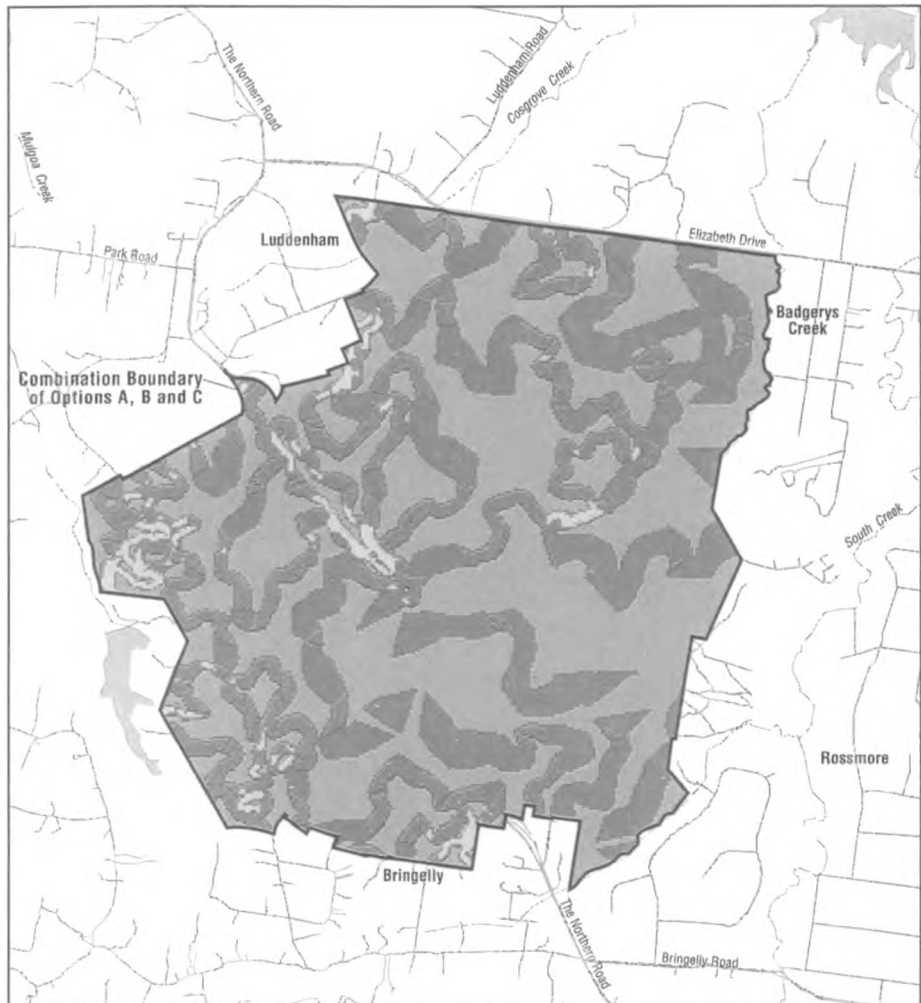 The Northern Road
Luddenham Road
Cosgrove Creek
Mulgoa Creek
Luddenham
Elizabeth Drive
Park Road
Badgerys
Creek
Combination Boundary
of Options A, B and C
South Creek
Rossmore
Bringelly
The Northern Road
Bringelly Road